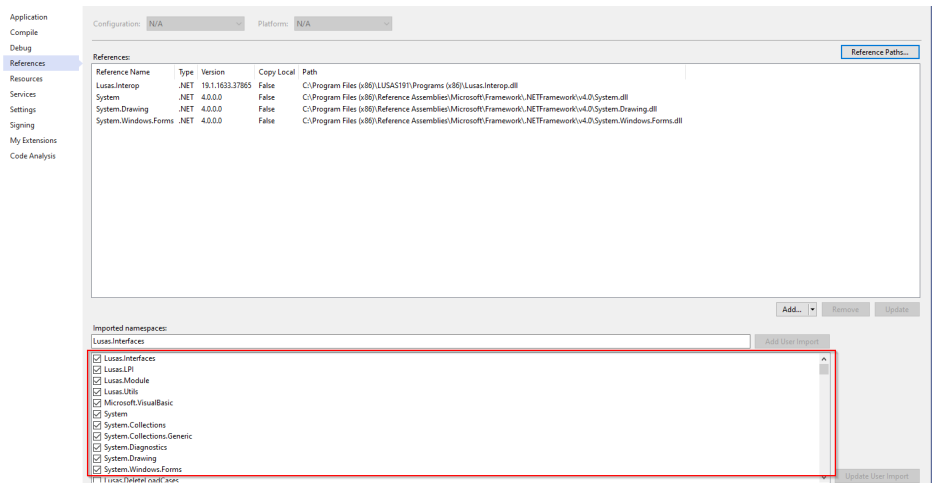 Application
Compile
Debug
References
Resources
Services
Settings
Signing
My Extensions
Code Analysis
Configuration: N/A Platform: N/A
Reference Paths...
References:
Reference Name Type Version Copy Local Path
Lusas.Interop .NET 19.1.1633.37865 False C:\Program Files (x86)\LUSAS191\Programs (x86)\Lusas.Interop.dll
System .NET 4.0.0.0 False C:\Program Files (x86)\Reference Assemblies\Microsoft\Framework\.NETFramework\v4.0\System.dll
System.Drawing .NET 4.0.0.0 False C:\Program Files (x86)\Reference Assemblies\Microsoft\Framework\.NETFramework\v4.0\System.Drawing.dll
System.Windows.Forms .NET 4.0.0.0 False C:\Program Files (x86)\Reference Assemblies\Microsoft\Framework\.NETFramework\v4.0\System.Windows.Forms.dll
Add... Remove Update
Imported namespaces:
Lusas.Interfaces Add User Import
Lusas.Interfaces
Lusas.LPI
Lusas.Module
Lusas.Utils
Microsoft.VisualBasic
System
System.Collections
System.Collections.Generic
System.Diagnostics
System.Drawing
System.Windows.Forms
Lusas.DeleteLoadCases
Update User Import